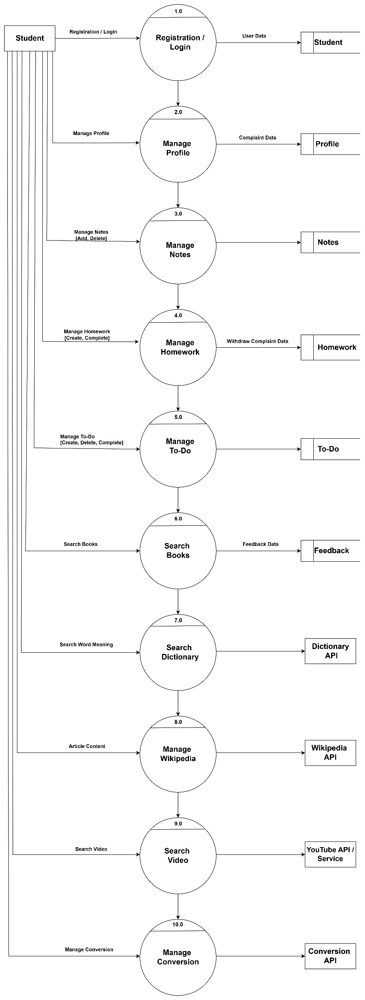 1.0
Student
Registration / Login
Registration /
Login
User Data
Student
2.0
Manage Profile
Manage
Profile
Complaint Data
Profile
3.0
Manage Nates
[Add, Delete]
Manage
Notes
Notes
4.0
Manage Homework
[Create, Complete]
Manage
Homework
Withdraw Complaint Data
Homework
5.0
Manage To-Do
[Create, Delete, Complete]
Manage
To-Do
To-Do
6.0
Search Books
Search
Books
Feedback Data
Feedback
7.0
Search Word Meaning
Search
Dictionary
Dictionary
API
8.0
Article Content
Manage
Wikipedia
Wikipedia
API
9.0
Search Video
Search
Video
YouTube API /
Service
10.0
Manage Conversion
Manage
Conversion
Conversion
API